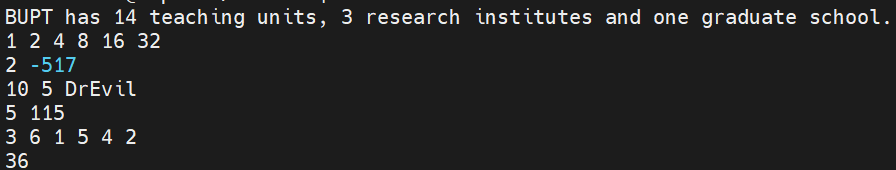 BUPT has 14 teaching units, 3 research institutes and one graduate school.
1 2 4 8 16 32
2 -517
10 5 DrEvil
5 115
3 6 1 5 4 2
36